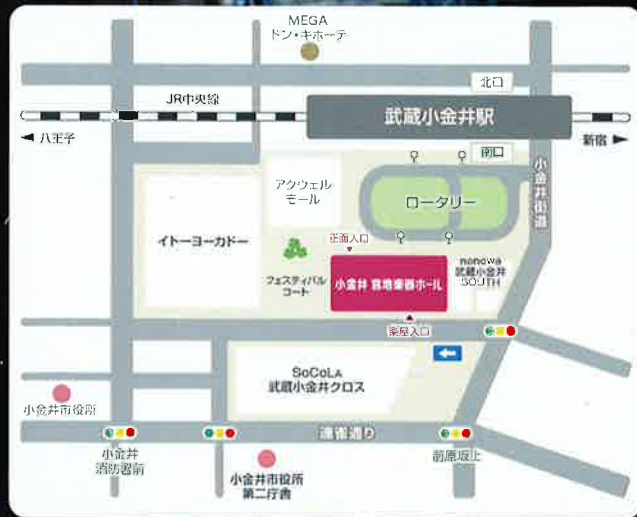 MEGA
ドン・キホーテ
北口
JR中央線
武蔵小金井駅
八王子
新宿
南口
小金井街道
アクウェル
モール
ロータリー
イトーヨーカドー
正面入口
フェスティバル
コート
小金井 宮地楽器ホール
nonowa
武蔵小金井
SOUTH
楽屋入口
SoCoLA
武蔵小金井クロス
小金井市役所
連雀通り
小金井
消防署前
前原坂上
小金井市役所
第二庁舎